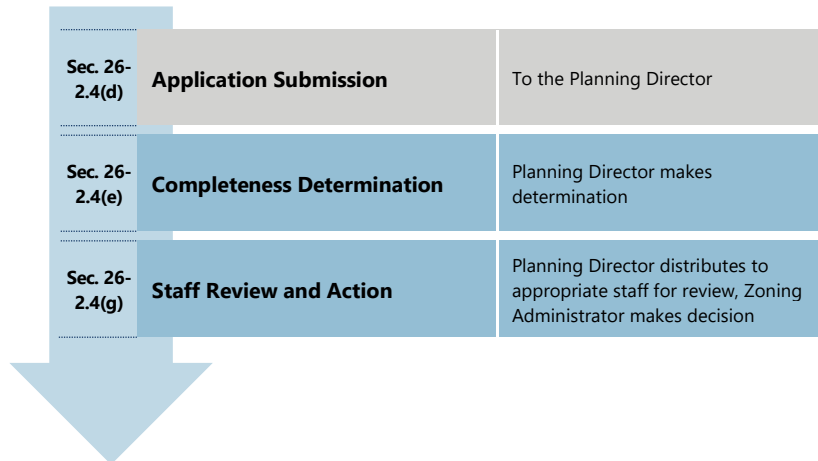 Sec. 26-
2.4(d)
Application Submission
To the Planning Director
Sec. 26-
2.4(e)
Completeness Determination
Planning Director makes
determination
Sec. 26-
2.4(g)
Staff Review and Action
Planning Director distributes to
appropriate staff for review, Zoning
Administrator makes decision